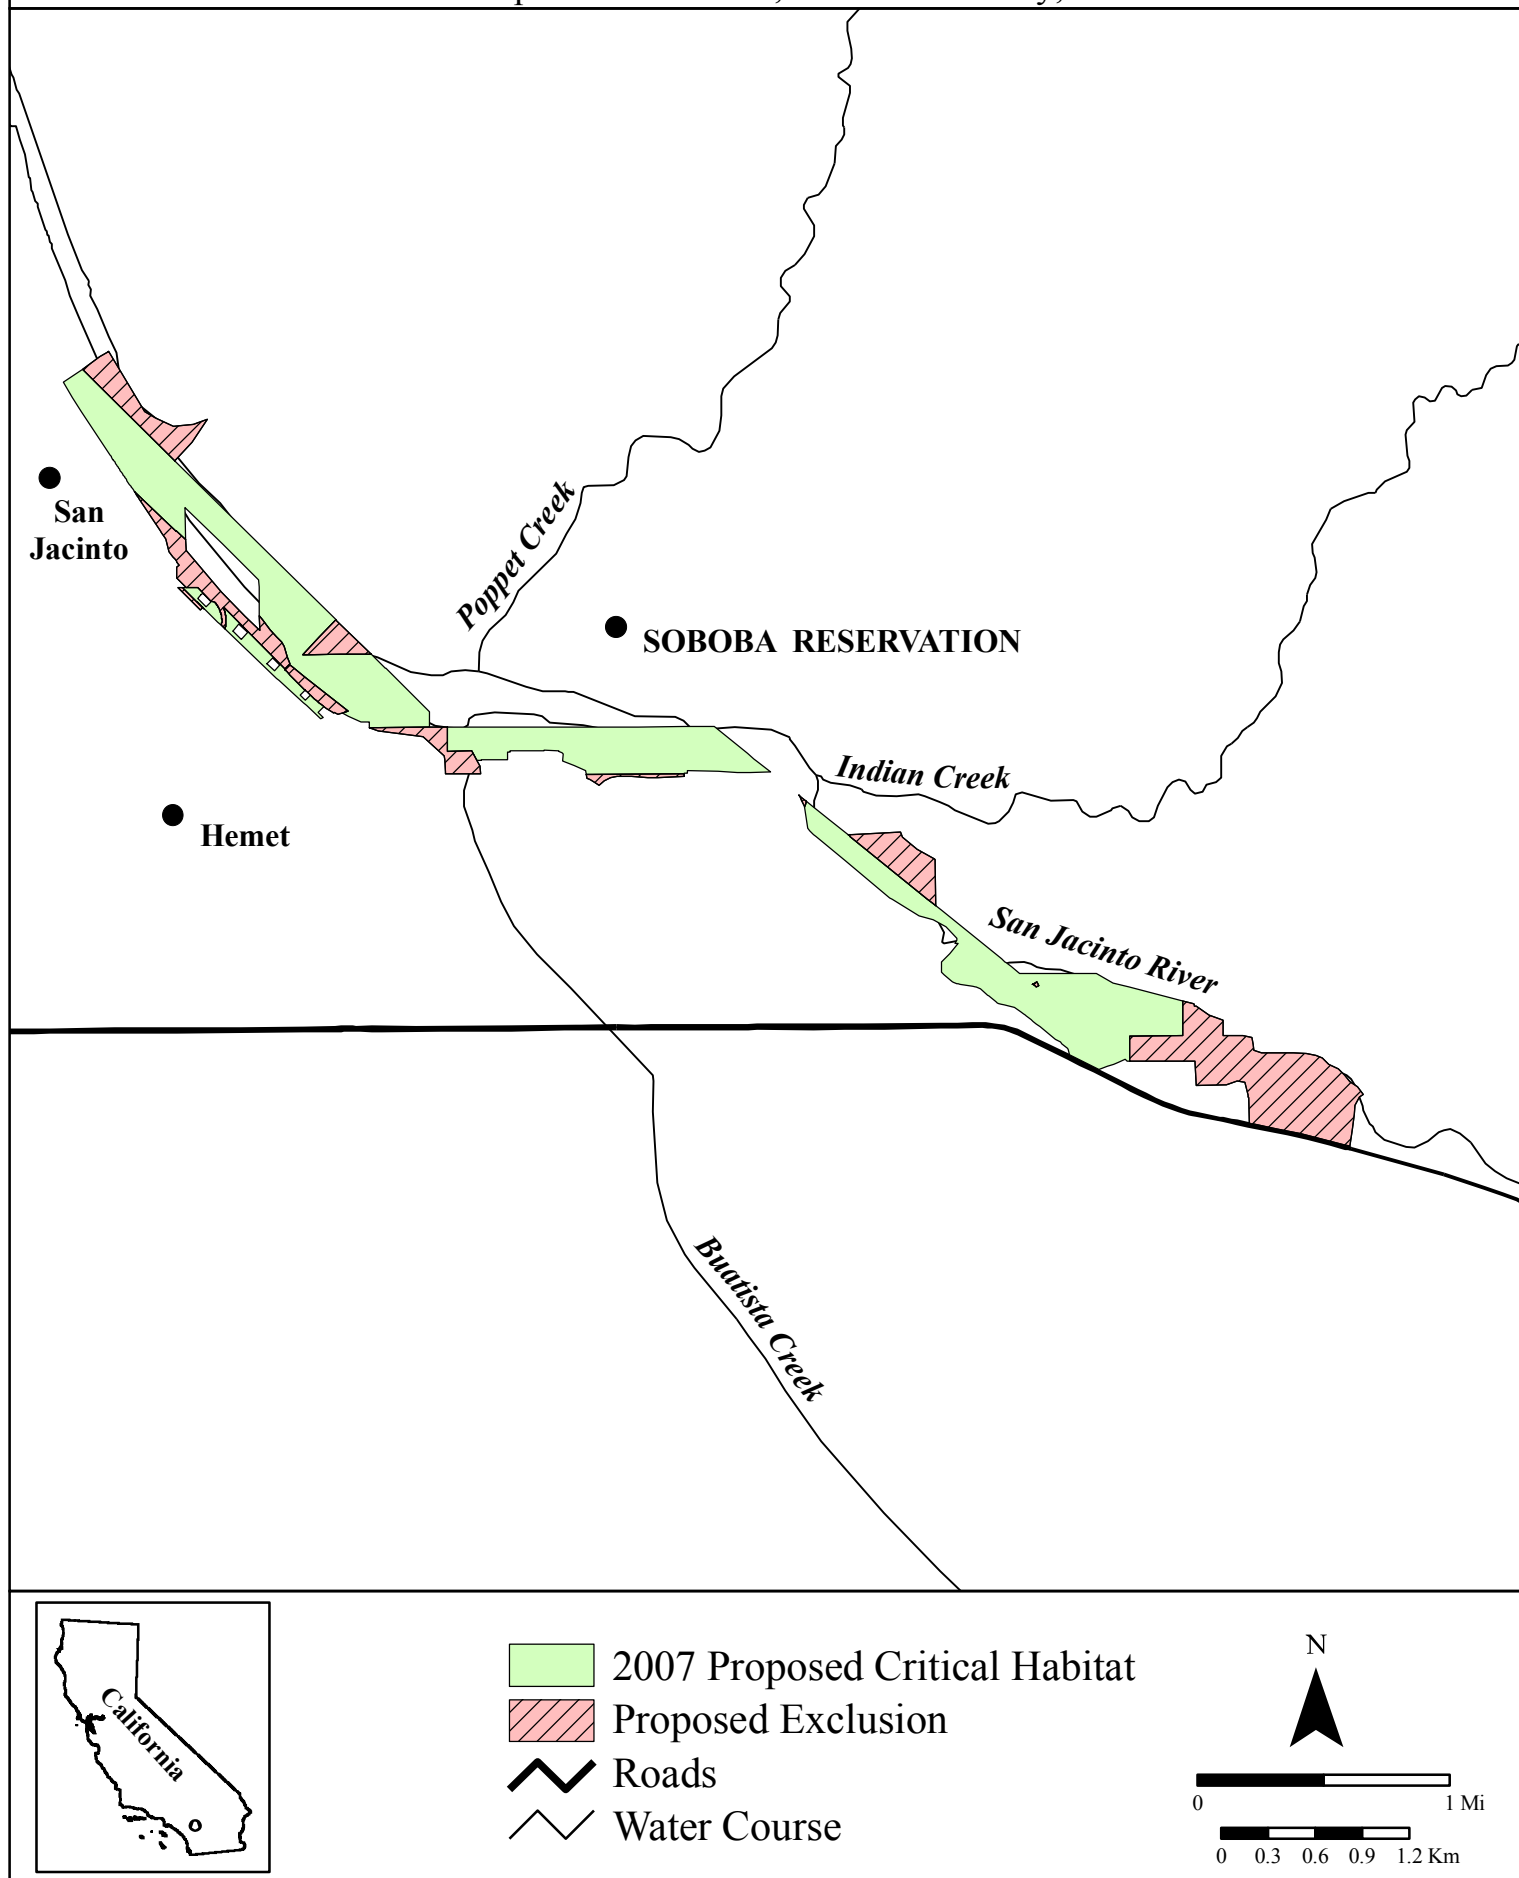 San
Jacinto
Poppet Creek
SOBOBA RESERVATION
Indian Creek
Hemet
San Jacinto River
Buatista Creek
California
2007 Proposed Critical Habitat
Proposed Exclusion
Roads
Water Course
N
0 1 Mi
0 0.3 0.6 0.9 1.2 Km